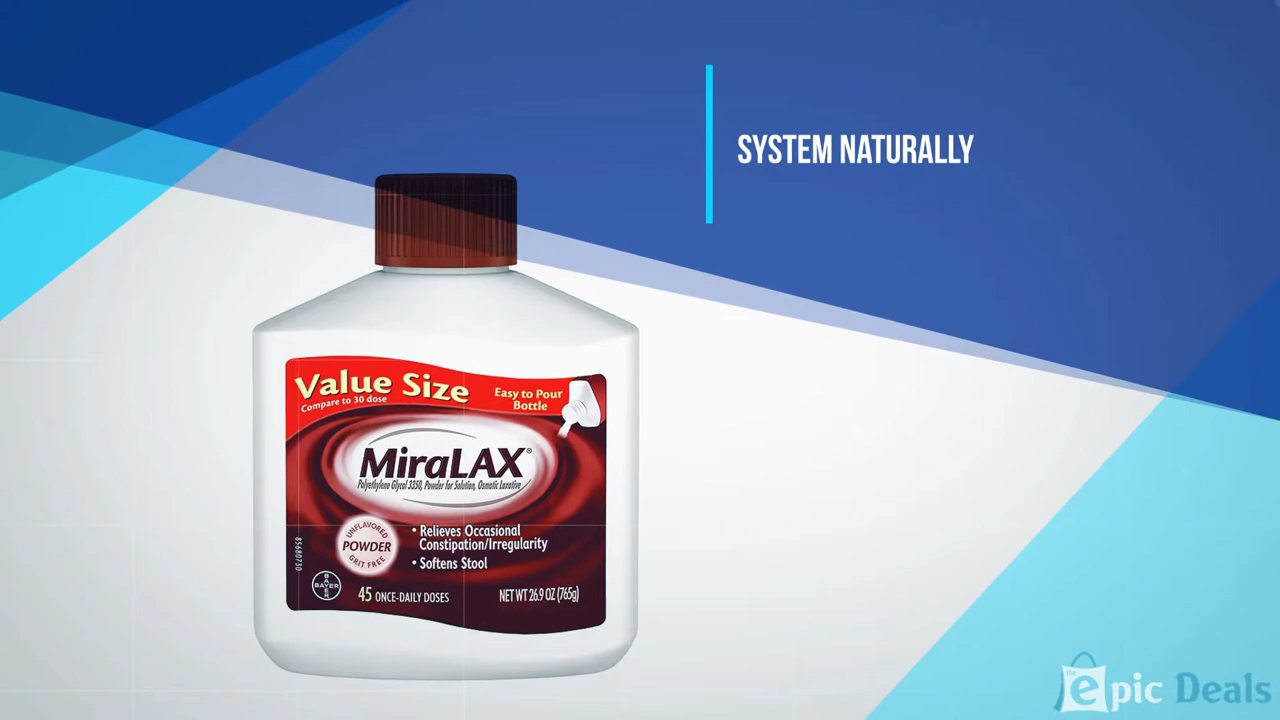 SYSTEM NATURALLY
Value Size
Compare to 30 dose
Easy to Pour
Bottle
MiraLAX®
Polyethylene Glycol 3350, Powder for Solution, Osmotic Laxative
UNFLAVORED
POWDER
GRIT FREE
• Relieves Occasional
Constipation/Irregularity
• Softens Stool
85680730
BAYER
BAYER
45 ONCE-DAILY DOSES
NET WT 26.9 OZ (765g)
the epic Deals